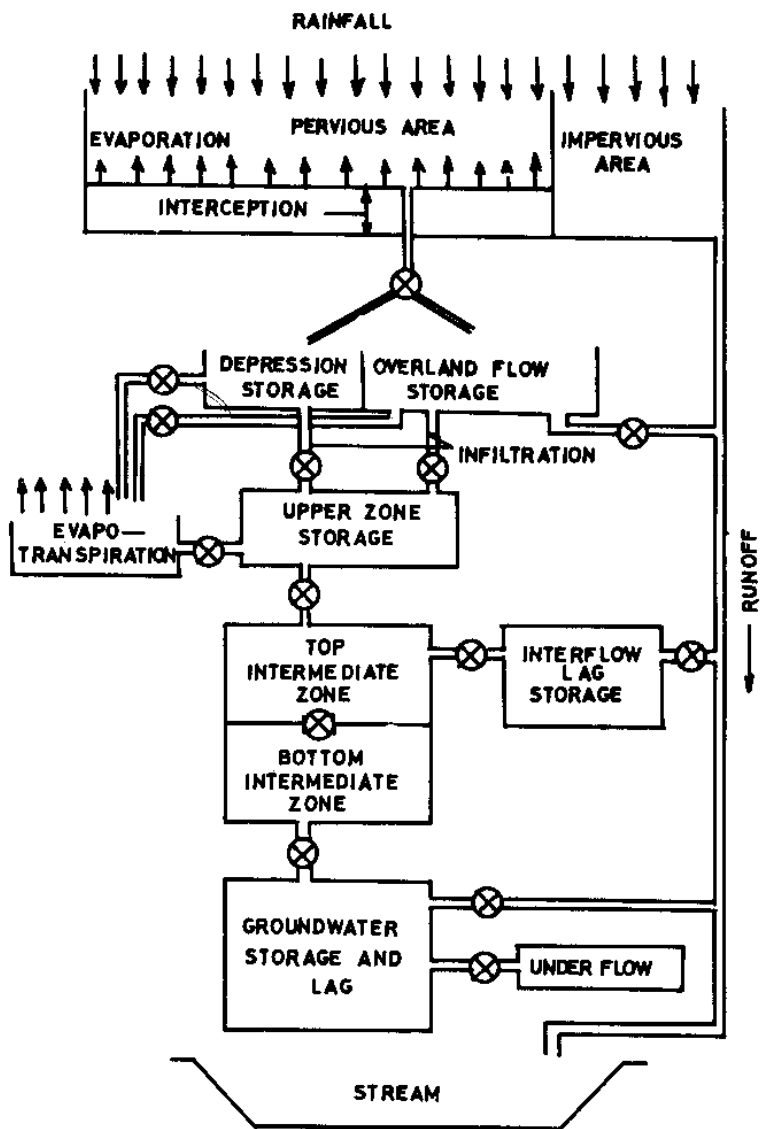 RAINFALL
EVAPORATION
PERVIOUS AREA
IMPERVIOUS
AREA
INTERCEPTION
DEPRESSION
STORAGE
OVERLAND FLOW
STORAGE
INFILTRATION
EVAPO—
TRANSPIRATION
UPPER ZONE
STORAGE
RUNOFF
TOP
INTERMEDIATE
ZONE
INTERFLOW
LAG
STORAGE
BOTTOM
INTERMEDIATE
ZONE
GROUNDWATER
STORAGE AND
LAG
UNDER FLOW
STREAM